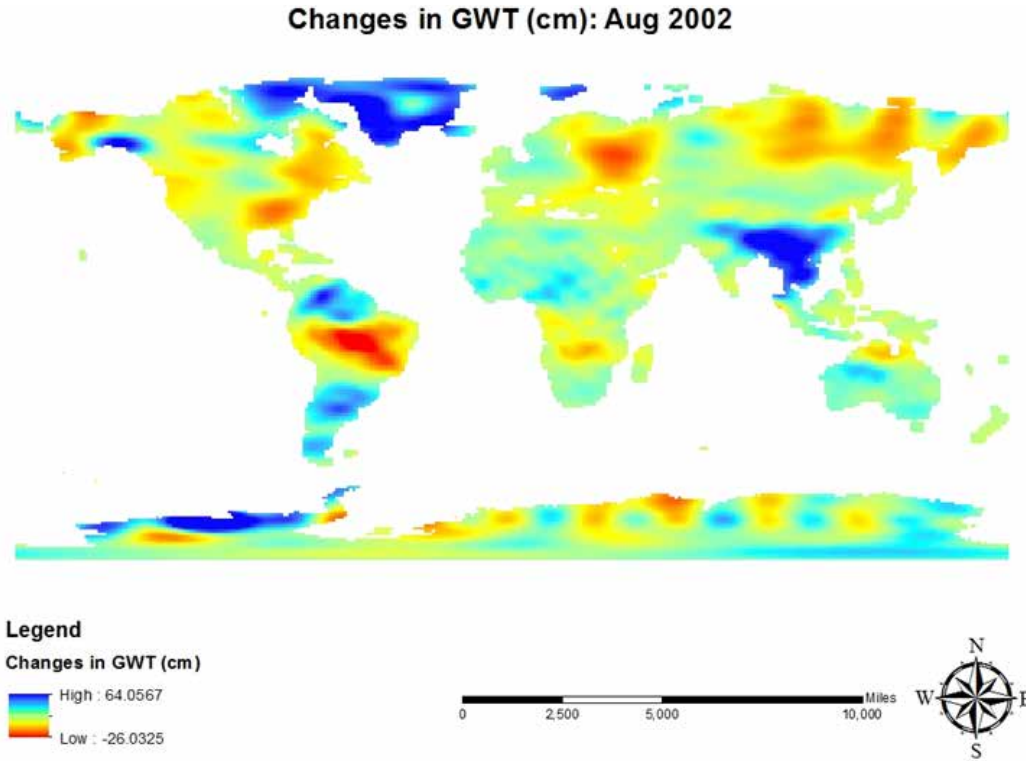 Changes in GWT (cm): Aug 2002
Legend
Changes in GWT (cm)
High : 64.0567
Low : -26.0325
Miles
0 2,500 5,000 10,000
N
W E
S